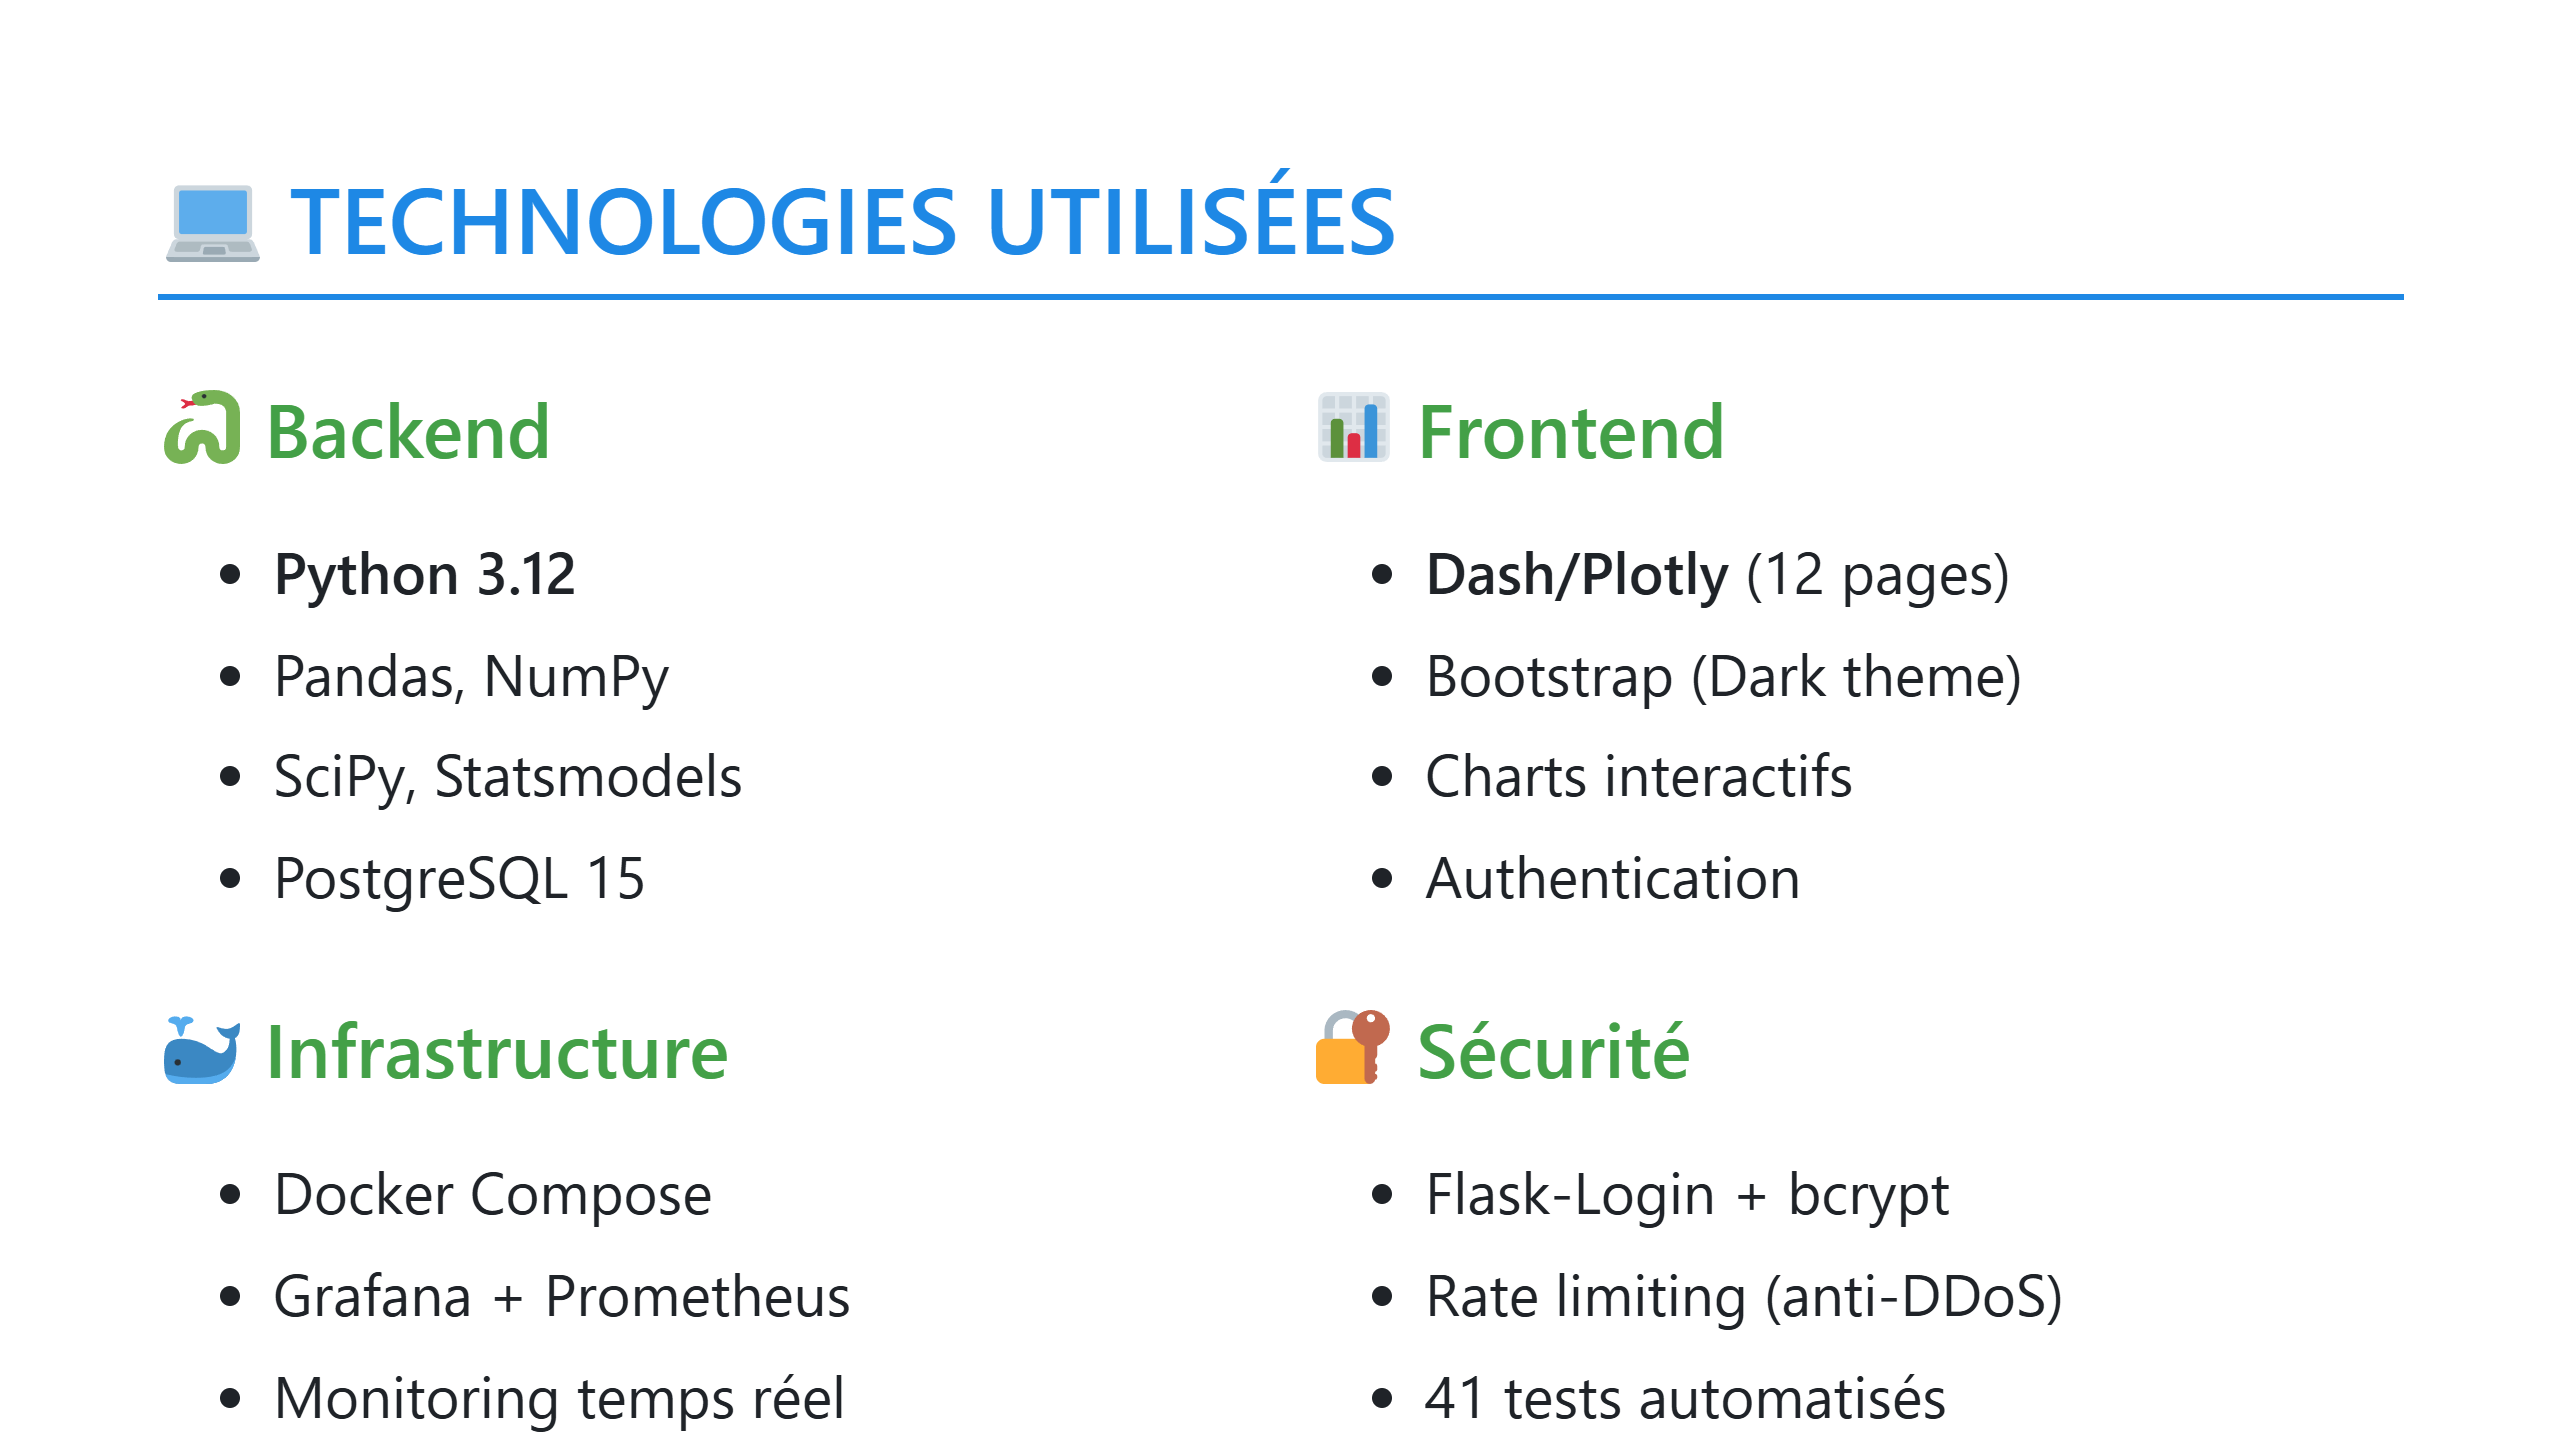 TECHNOLOGIES UTILISÉES
Backend
Python 3.12
Pandas, NumPy
SciPy, Statsmodels
PostgreSQL 15
Frontend
Dash/Plotly (12 pages)
Bootstrap (Dark theme)
Charts interactifs
Authentication
Infrastructure
Docker Compose
Grafana + Prometheus
Monitoring temps réel
Sécurité
Flask-Login + bcrypt
Rate limiting (anti-DDoS)
41 tests automatisés